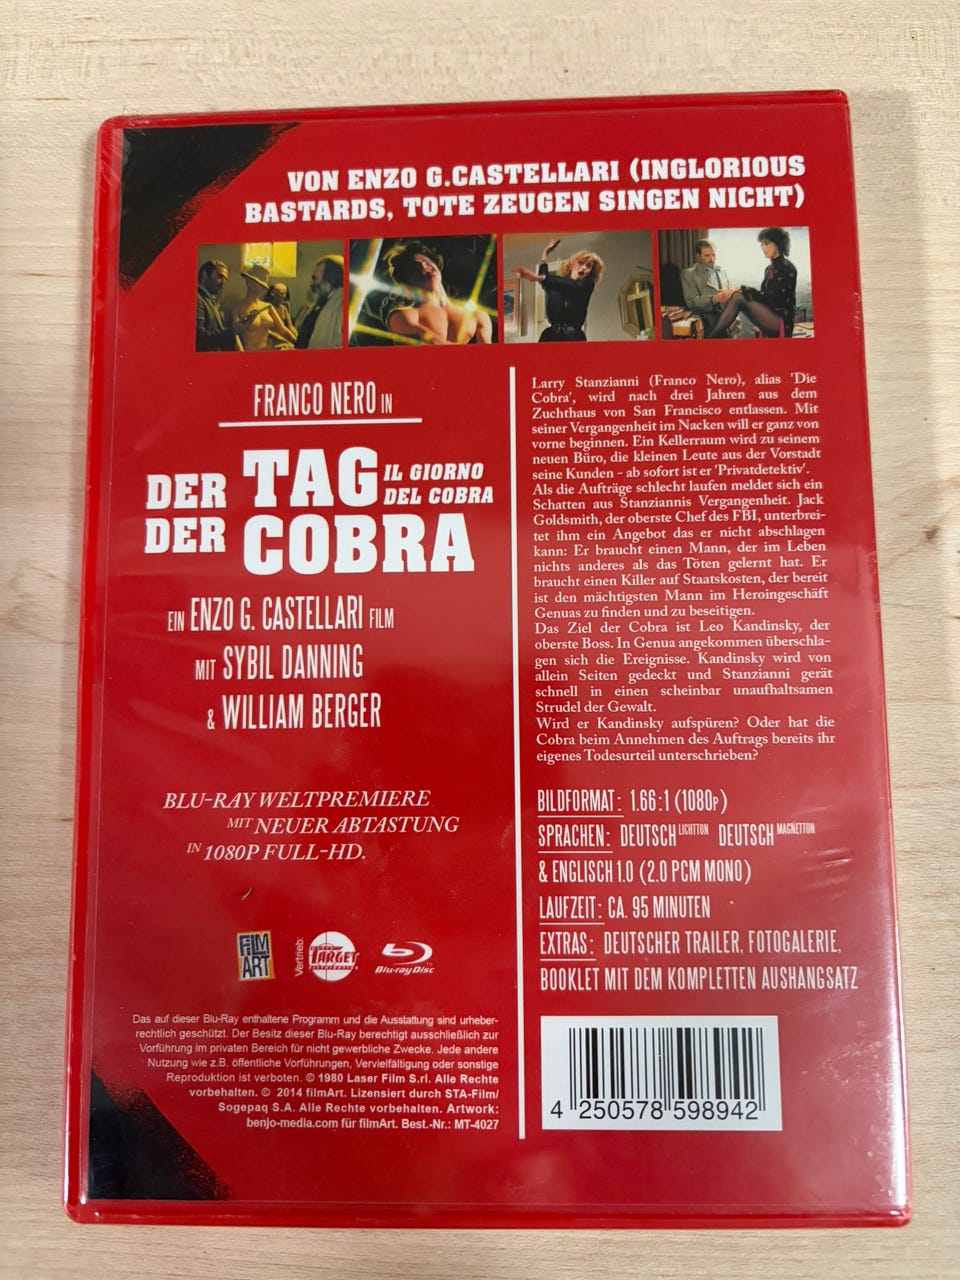 VON ENZO G.CASTELLARI (INGLORIOUS
BASTARDS, TOTE ZEUGEN SINGEN NICHT)
FRANCO NERO IN
DER TAG IL GIORNO
DEL COBRA
DER COBRA
EIN ENZO G. CASTELLARI FILM
MIT SYBIL DANNING
& WILLIAM BERGER
BLU-RAY WELTPREMIERE
MIT NEUER ABTASTUNG
IN 1080P FULL-HD.
FILM
ART
Vertrieb:
TARGET
Blu-ray Disc
Das auf dieser Blu-Ray enthaltene Programm und die Ausstattung sind urheber-
rechtlich geschützt. Der Besitz dieser Blu-Ray berechtigt ausschließlich zur
Vorführung im privaten Bereich für nicht gewerbliche Zwecke. Jede andere
Nutzung wie z.B. öffentliche Vorführungen, Vervielfältigung oder sonstige
Reproduktion ist verboten. © 1980 Laser Film S.r.l. Alle Rechte
vorbehalten. © 2014 filmArt. Lizensiert durch STA-Film/
Sogepaq S.A. Alle Rechte vorbehalten. Artwork:
benjo-media.com für filmArt. Best.-Nr.: MT-4027
Larry Stanzianni (Franco Nero), alias 'Die
Cobra', wird nach drei Jahren aus dem
Zuchthaus von San Francisco entlassen. Mit
seiner Vergangenheit im Nacken will er ganz von
vorne beginnen. Ein Kellerraum wird zu seinem
neuen Büro, die kleinen Leute aus der Vorstadt
seine Kunden - ab sofort ist er 'Privatdetektiv'.
Als die Aufträge schlecht laufen meldet sich ein
Schatten aus Stanziannis Vergangenheit. Jack
Goldsmith, der oberste Chef des FBI, unterbrei-
tet ihm ein Angebot das er nicht abschlagen
kann: Er braucht einen Mann, der im Leben
nichts anderes als das Töten gelernt hat. Er
braucht einen Killer auf Staatskosten, der bereit
ist den mächtigsten Mann im Heroingeschäft
Genuas zu finden und zu beseitigen.
Das Ziel der Cobra ist Leo Kandinsky, der
oberste Boss. In Genua angekommen überschla-
gen sich die Ereignisse. Kandinsky wird von
allein Seiten gedeckt und Stanzianni gerät
schnell in einen scheinbar unaufhaltsamen
Strudel der Gewalt.
Wird er Kandinsky aufspüren? Oder hat die
Cobra beim Annehmen des Auftrags bereits ihr
eigenes Todesurteil unterschrieben?
BILDFORMAT: 1.66:1 (1080p)
SPRACHEN: DEUTSCH LICHTTON DEUTSCH MAGNETTON
& ENGLISCH 1.0 (2.0 PCM MONO)
LAUFZEIT: CA. 95 MINUTEN
EXTRAS: DEUTSCHER TRAILER, FOTOGALERIE,
BOOKLET MIT DEM KOMPLETTEN AUSHANGSATZ
4 250578 598942